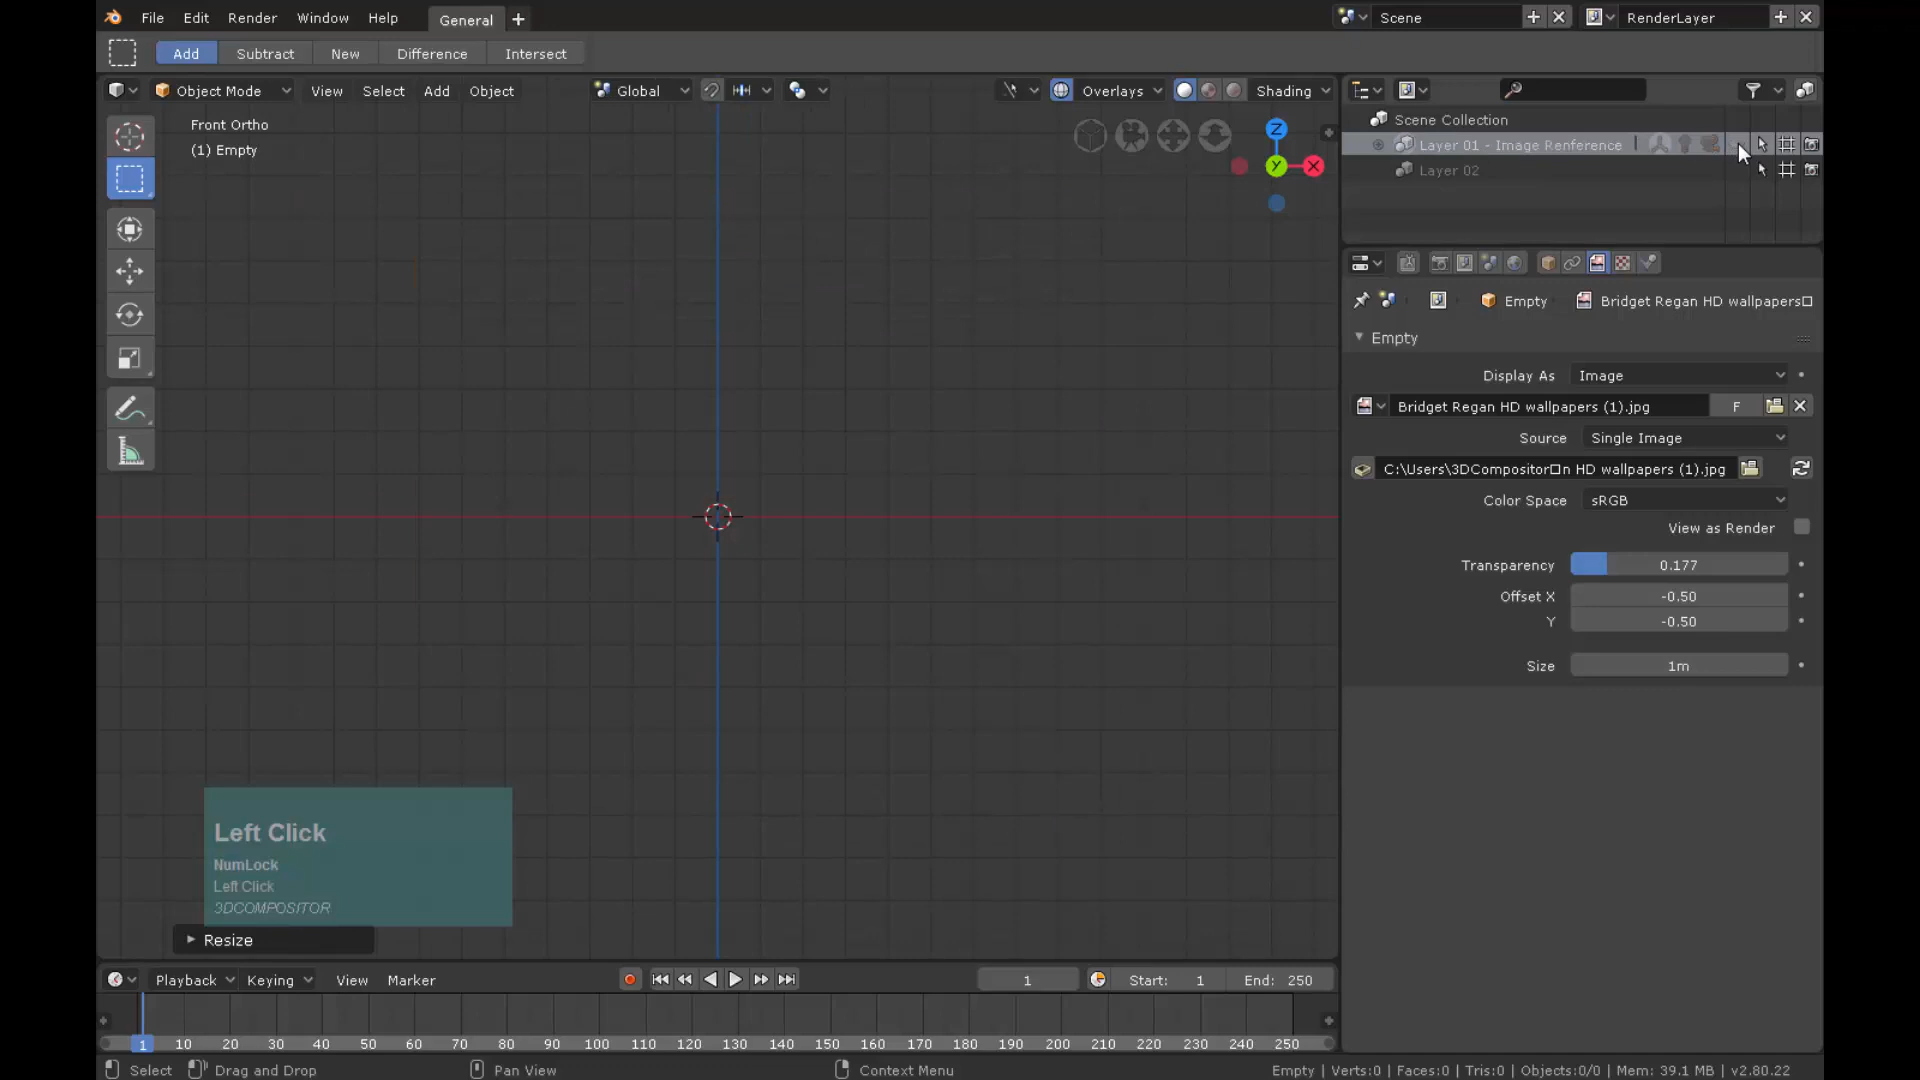 File Edit Render Window Help General + Scene RenderLayer
Add Subtract New Difference Intersect
Object Mode View Select Add Object Global Overlays Shading
Front Ortho
(1) Empty
Z
Y
X
Scene Collection
Layer 01 - Image Renference
Layer 02
Empty Bridget Regan HD wallpapers□
Empty
Display As Image
Bridget Regan HD wallpapers (1).jpg F
Source Single Image
C:\Users\3DCompositor□n HD wallpapers (1).jpg
Color Space sRGB
View as Render
Transparency 0.177
Offset X -0.50
Y -0.50
Size 1m
Left Click
NumLock
Left Click
3DCOMPOSITOR
Resize
Playback Keying View Marker 1 Start: 1 End: 250
1 10 20 30 40 50 60 70 80 90 100 110 120 130 140 150 160 170 180 190 200 210 220 230 240 250
Select Drag and Drop Pan View Context Menu Empty | Verts:0 | Faces:0 | Tris:0 | Objects:0/0 | Mem: 39.1 MB | v2.80.22